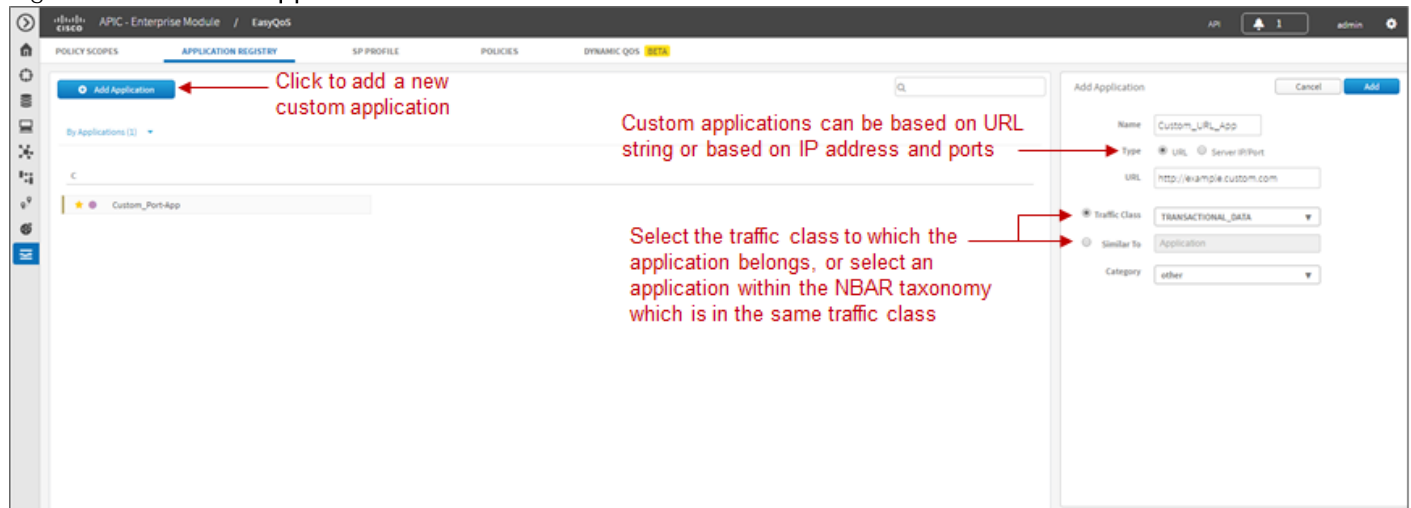 CISCO APIC - Enterprise Module / EasyQoS API 1 admin
POLICY SCOPES APPLICATION REGISTRY SP PROFILE POLICIES DYNAMIC QOS BETA
Add Application
Click to add a new
custom application
By Applications (1)
C
Custom_Port-App
Custom applications can be based on URL
string or based on IP address and ports
Select the traffic class to which the
application belongs, or select an
application within the NBAR taxonomy
which is in the same traffic class
Add Application Cancel Add
Name Custom_URL_App
Type URL Server IP/Port
URL http://example.custom.com
Traffic Class TRANSACTIONAL_DATA
Similar To Application
Category other